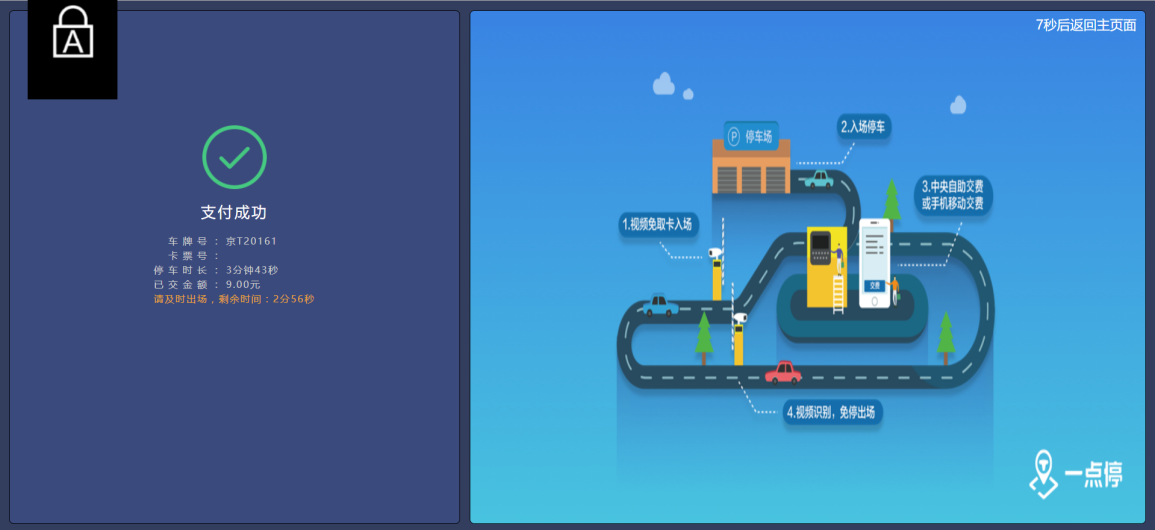 A
支付成功
车牌号：京T20161
卡票号：
停车时长：3分钟43秒
已交金额：9.00元
请及时出场，剩余时间：2分56秒
7秒后返回主页面
P 停车场
2.入场停车
3.中央自助交费
或手机移动交费
1.视频免取卡入场
交费
4.视频识别，免停出场
一点停